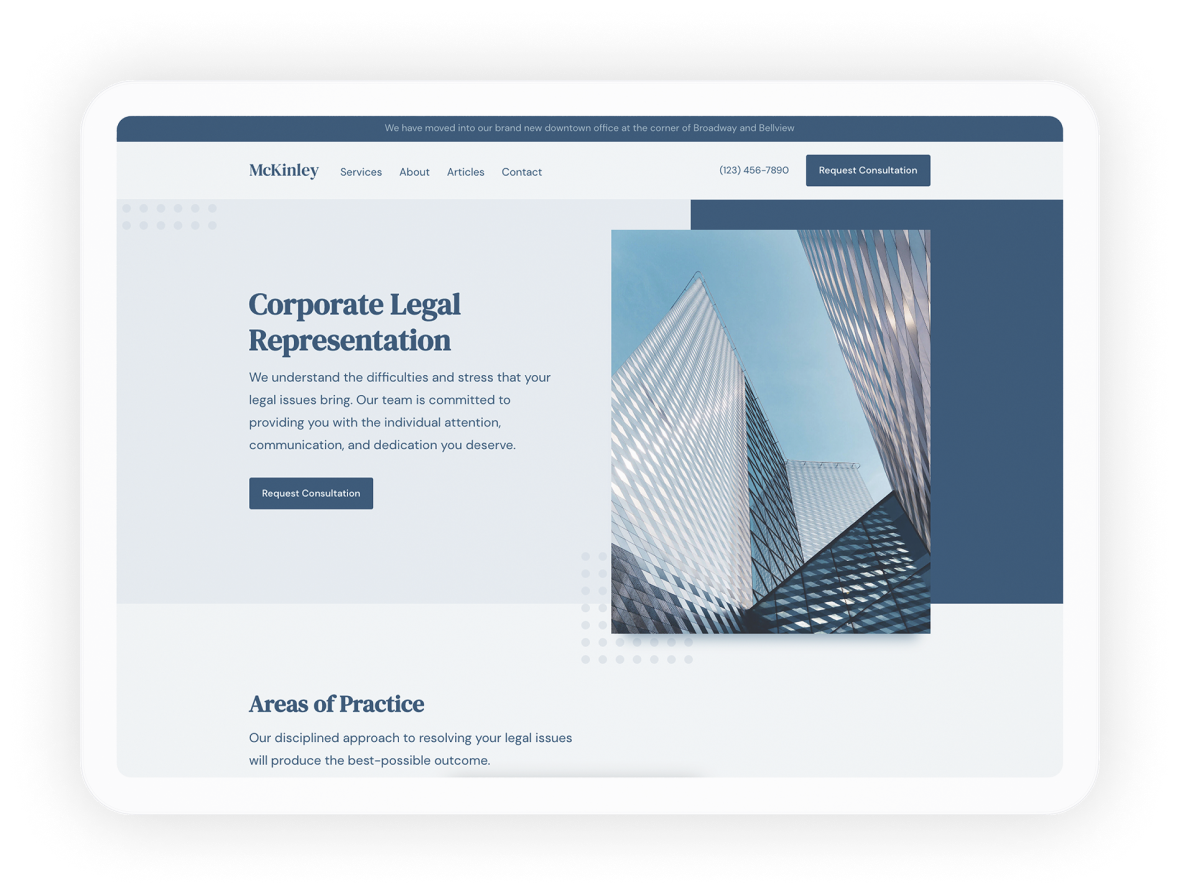 We have moved into our brand new downtown office at the corner of Broadway and Bellview
McKinley Services About Articles Contact (123) 456-7890 Request Consultation
Corporate Legal
Representation
We understand the difficulties and stress that your
legal issues bring. Our team is committed to
providing you with the individual attention,
communication, and dedication you deserve.
Request Consultation
Areas of Practice
Our disciplined approach to resolving your legal issues
will produce the best-possible outcome.